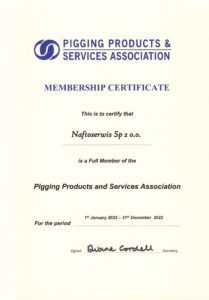 PIGGING PRODUCTS &
SERVICES ASSOCIATION
MEMBERSHIP CERTIFICATE
This is to certify that
Naftoserwis Sp z o.o.
is a Full Member of the
Pigging Products and Services Association
For the period 1st January 2022 – 31st December 2022
Signed Diane Cordell Secretary